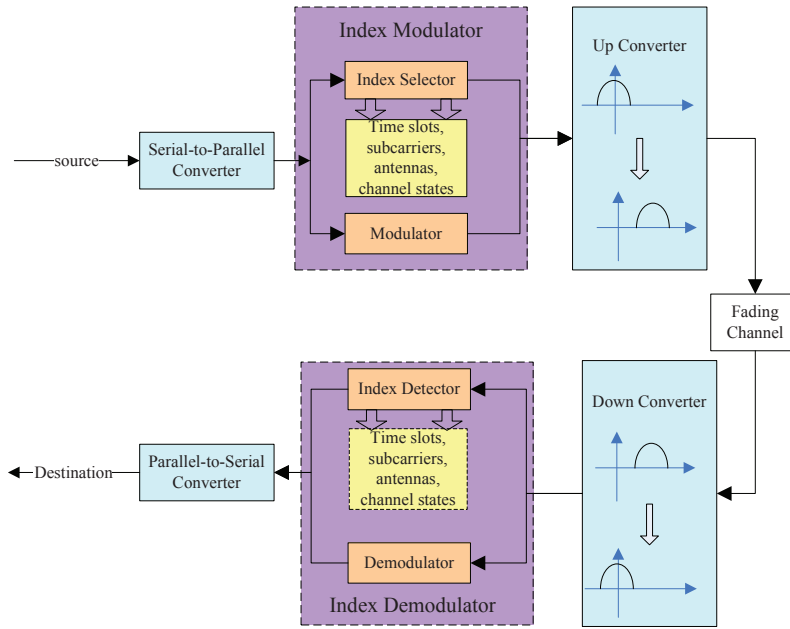 Index Modulator
Up Converter
Index Selector
Time slots,
subcarriers,
antennas,
channel states
source
Serial-to-Parallel
Converter
Modulator
Fading
Channel
Index Detector
Down Converter
Time slots,
subcarriers,
antennas,
channel states
Destination
Parallel-to-Serial
Converter
Demodulator
Index Demodulator